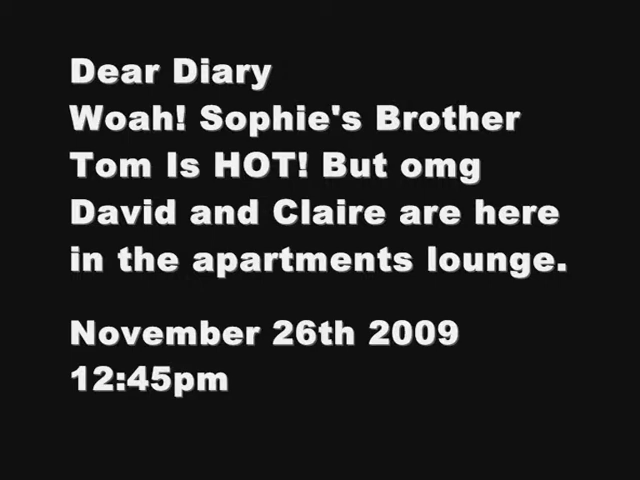 Dear Diary
Woah! Sophie's Brother
Tom Is HOT! But omg
David and Claire are here
in the apartments lounge.
November 26th 2009
12:45pm